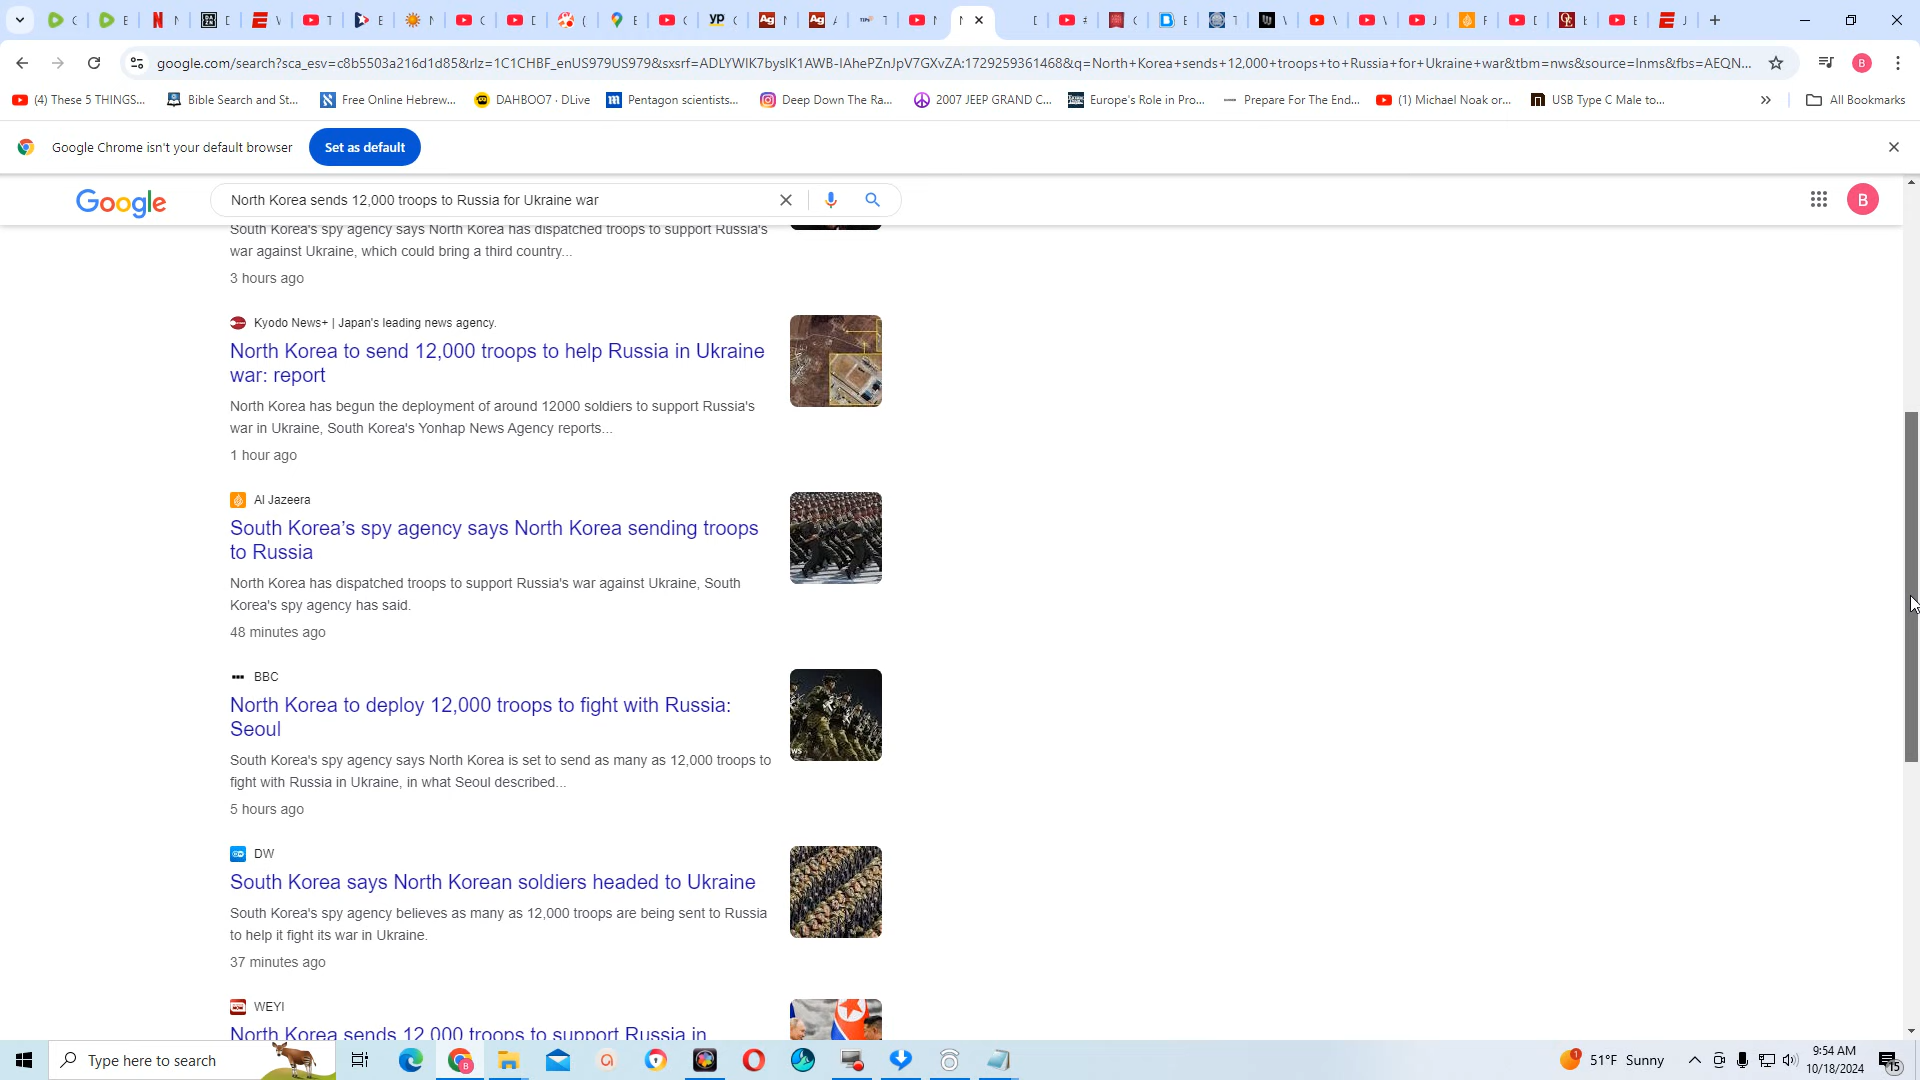 google.com/search?sca_esv=c8b5503a216d1d85&rlz=1C1CHBF_enUS979US979&sxsrf=ADLYWIK7bysIK1AWB-IAhePZnJpV7GXvZA:1729259361468&q=North+Korea+sends+12,000+troops+to+Russia+for+Ukraine+war&tbm=nws&source=lnms&fbs=AEQN...
B
(4) These 5 THINGS...
Bible Search and St...
Free Online Hebrew...
DAHBOO7 · DLive
Pentagon scientists...
Deep Down The Ra...
2007 JEEP GRAND C...
Europe's Role in Pro...
Prepare For The End...
(1) Michael Noak or...
USB Type C Male to...
All Bookmarks
Google Chrome isn't your default browser
Set as default
Google
North Korea sends 12,000 troops to Russia for Ukraine war
B
South Korea's spy agency says North Korea has dispatched troops to support Russia's
war against Ukraine, which could bring a third country...
3 hours ago
Kyodo News+ | Japan's leading news agency.
North Korea to send 12,000 troops to help Russia in Ukraine
war: report
North Korea has begun the deployment of around 12000 soldiers to support Russia's
war in Ukraine, South Korea's Yonhap News Agency reports...
1 hour ago
Al Jazeera
South Korea’s spy agency says North Korea sending troops
to Russia
North Korea has dispatched troops to support Russia's war against Ukraine, South
Korea's spy agency has said.
48 minutes ago
BBC
North Korea to deploy 12,000 troops to fight with Russia:
Seoul
South Korea's spy agency says North Korea is set to send as many as 12,000 troops to
fight with Russia in Ukraine, in what Seoul described...
5 hours ago
DW
South Korea says North Korean soldiers headed to Ukraine
South Korea's spy agency believes as many as 12,000 troops are being sent to Russia
to help it fight its war in Ukraine.
37 minutes ago
WEYI
North Korea sends 12,000 troops to support Russia in
Type here to search
51°F Sunny
9:54 AM
10/18/2024
15